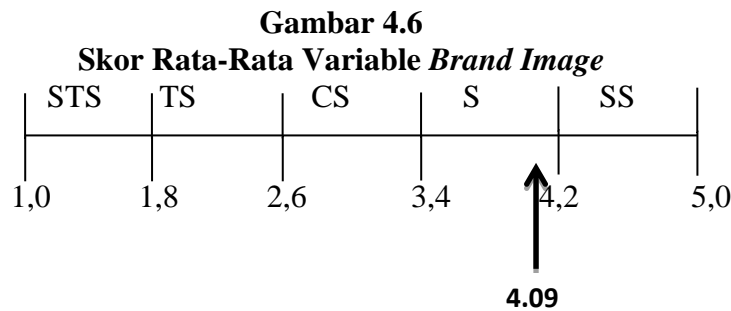 Gambar 4.6
Skor Rata-Rata Variable Brand Image
STS TS CS S SS
1,0 1,8 2,6 3,4 4,2 5,0
4.09